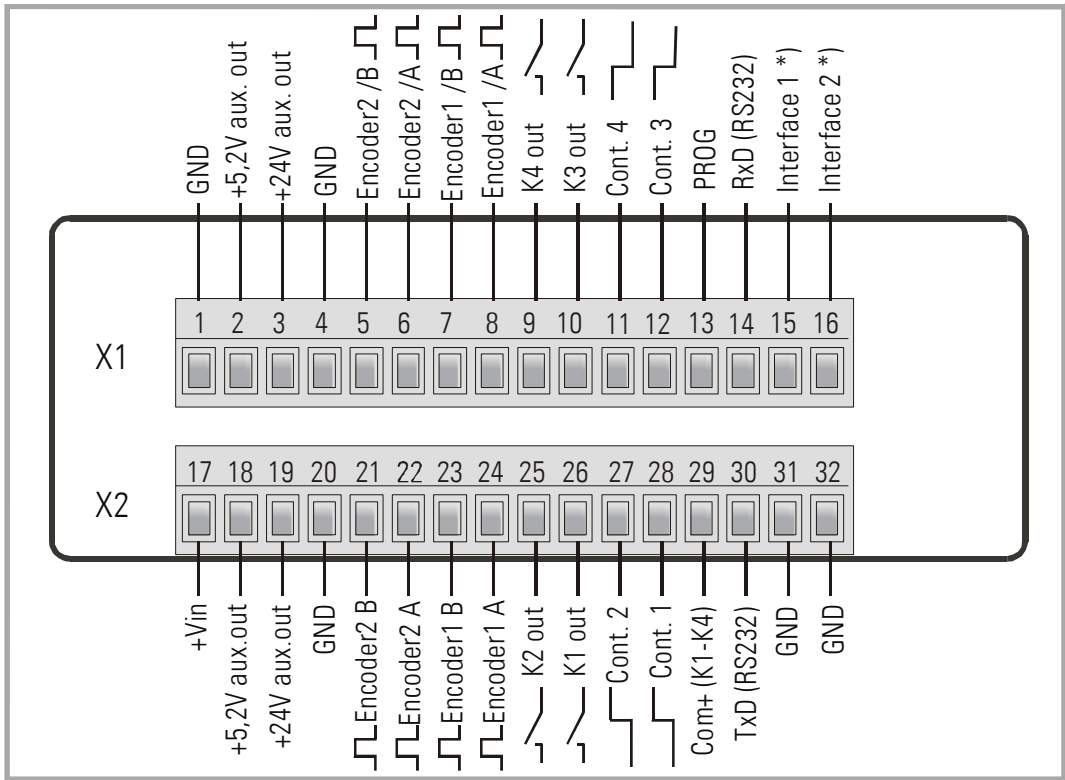 GND
+5,2V aux. out
+24V aux. out
GND
Encoder2 /B
Encoder2 /A
Encoder1 /B
Encoder1 /A
K4 out
K3 out
Cont. 4
Cont. 3
PROG
RxD (RS232)
Interface 1 *)
Interface 2 *)
1 2 3 4 5 6 7 8 9 10 11 12 13 14 15 16
X1
17 18 19 20 21 22 23 24 25 26 27 28 29 30 31 32
X2
+Vin
+5,2V aux.out
+24V aux.out
GND
Encoder2 B
Encoder2 A
Encoder1 B
Encoder1 A
K2 out
K1 out
Cont. 2
Cont. 1
Com+ (K1-K4)
TxD (RS232)
GND
GND